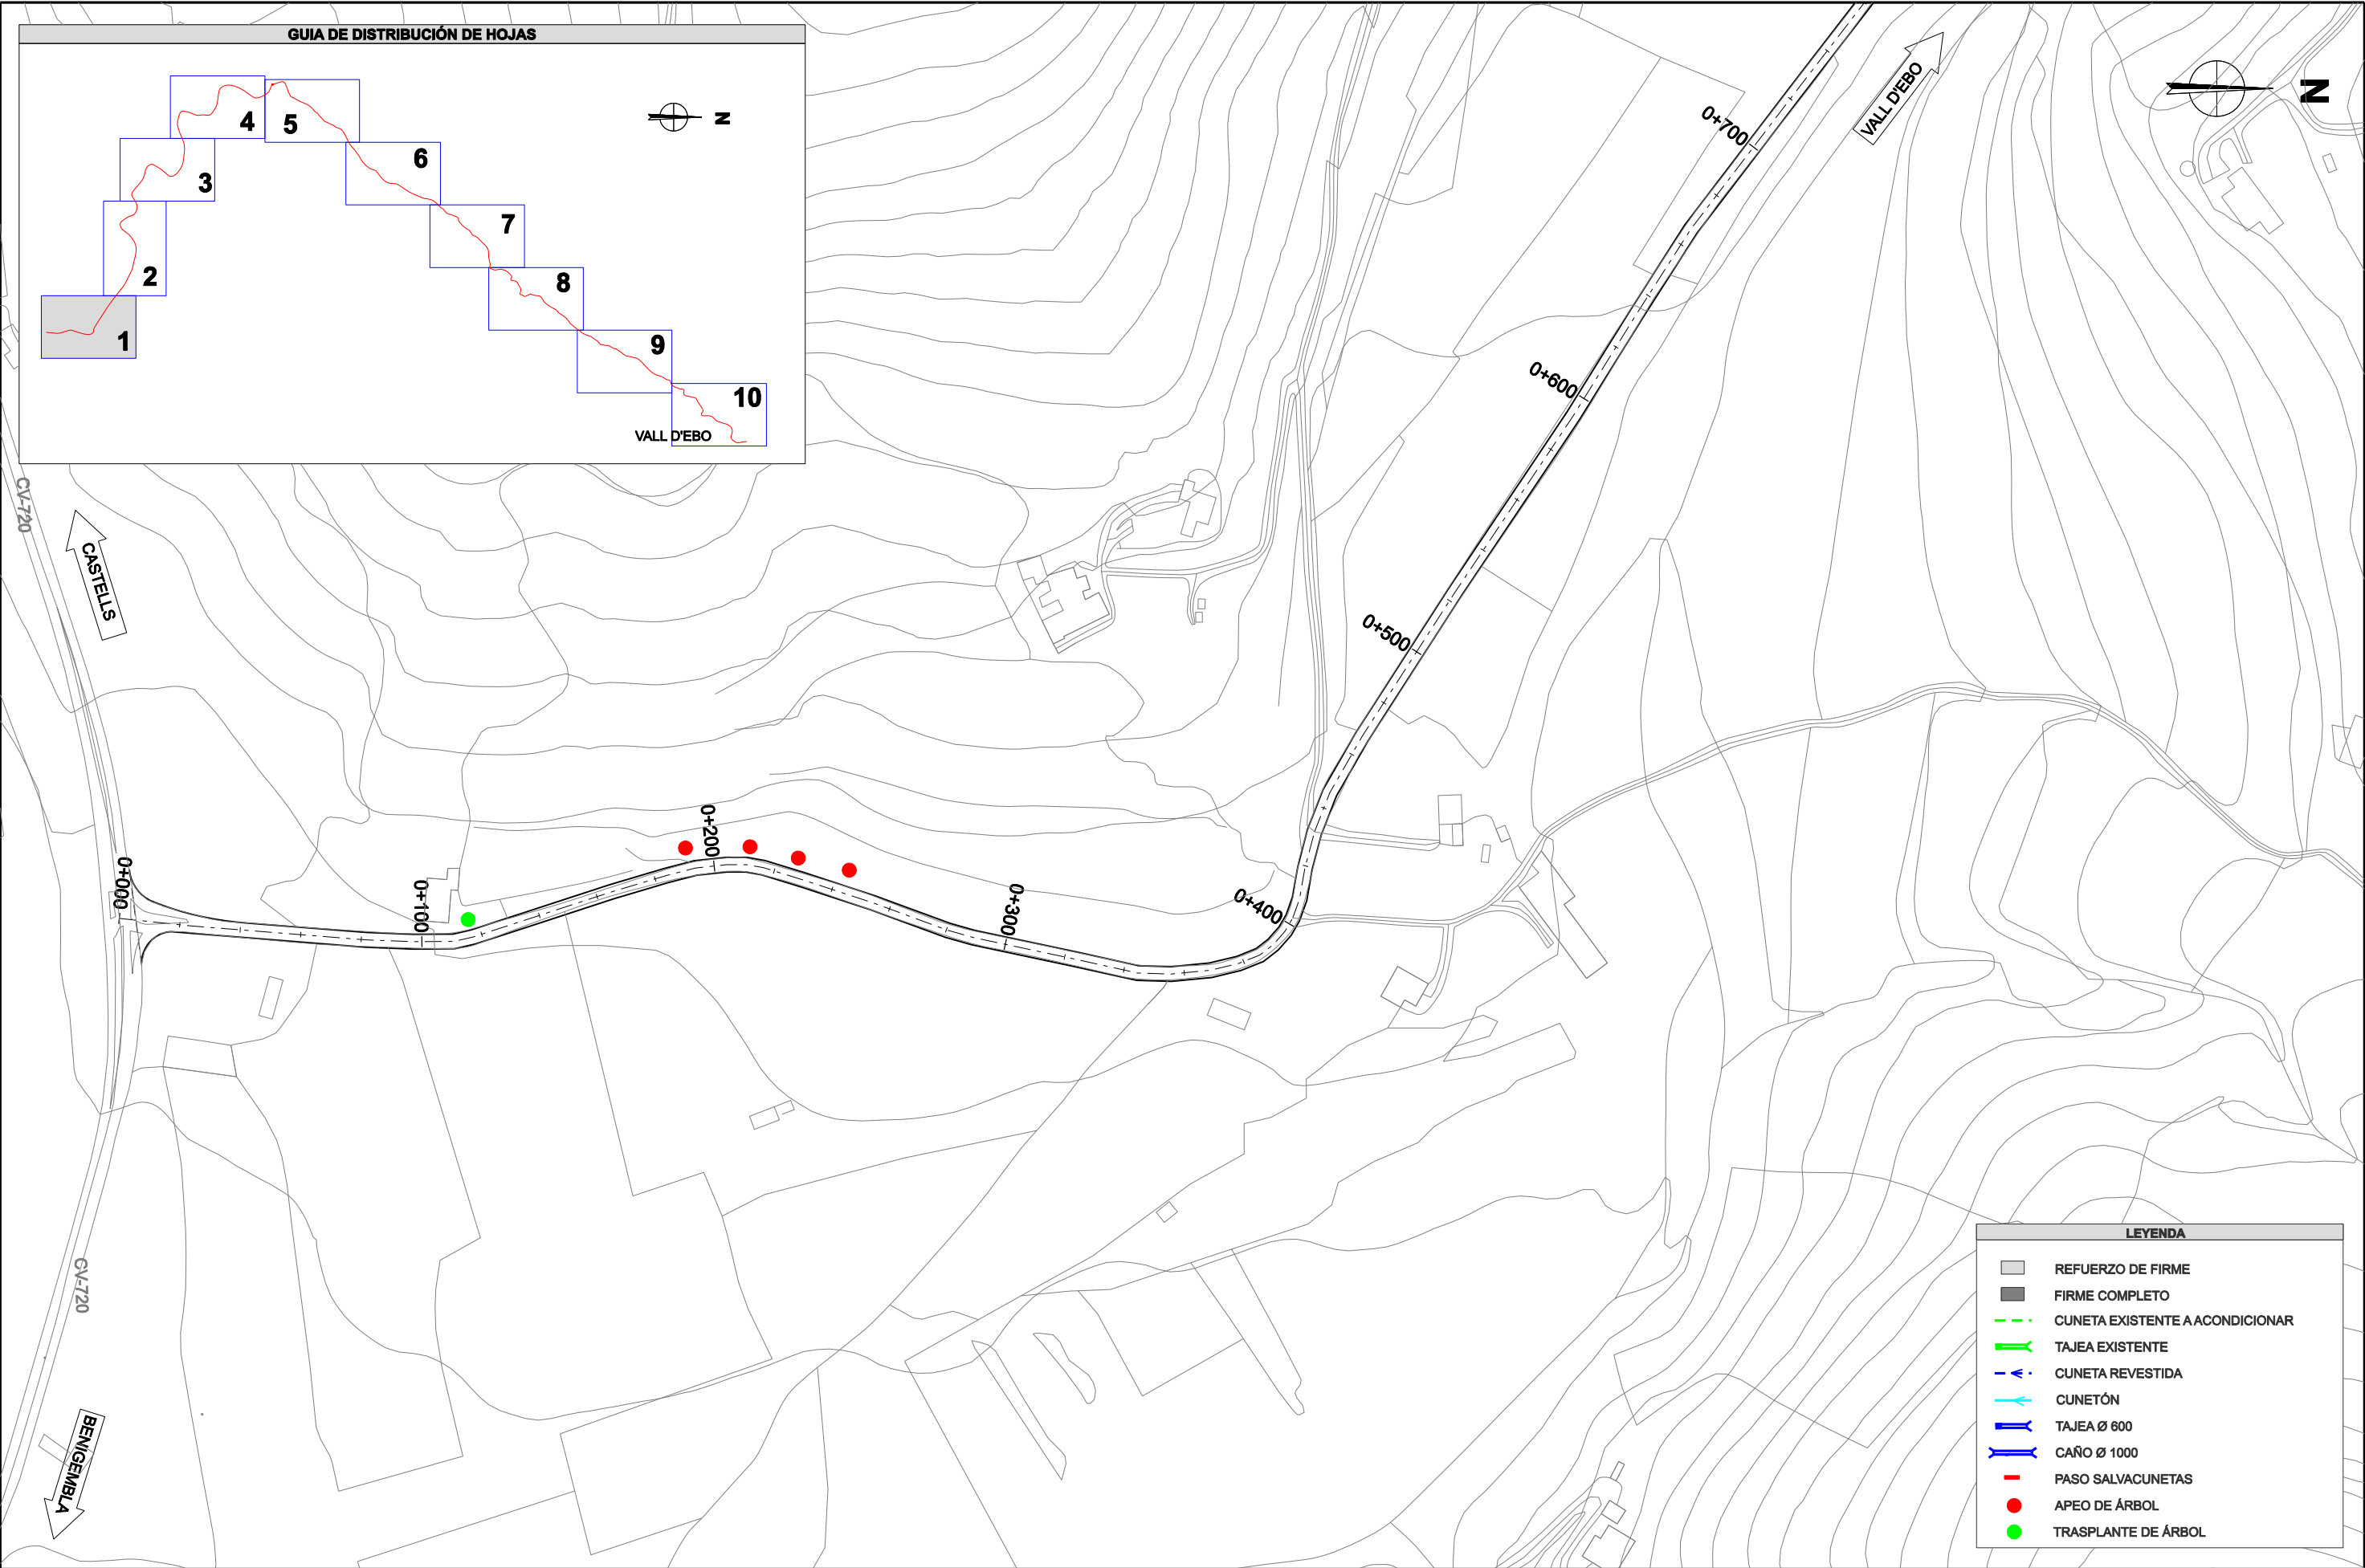 GUIA DE DISTRIBUCIÓN DE HOJAS
4
5
N
6
3
7
2
8
1
9
10
VALL D'EBO
VALL D'EBO
N
0+700
0+600
0+500
0+400
0+300
0+200
0+100
0+000
CV-720
CASTELLS
CV-720
BENIGEMBLA
LEYENDA
REFUERZO DE FIRME
FIRME COMPLETO
CUNETA EXISTENTE A ACONDICIONAR
TAJEA EXISTENTE
CUNETA REVESTIDA
CUNETÓN
TAJEA Ø 600
CAÑO Ø 1000
PASO SALVACUNETAS
APEO DE ÁRBOL
TRASPLANTE DE ÁRBOL